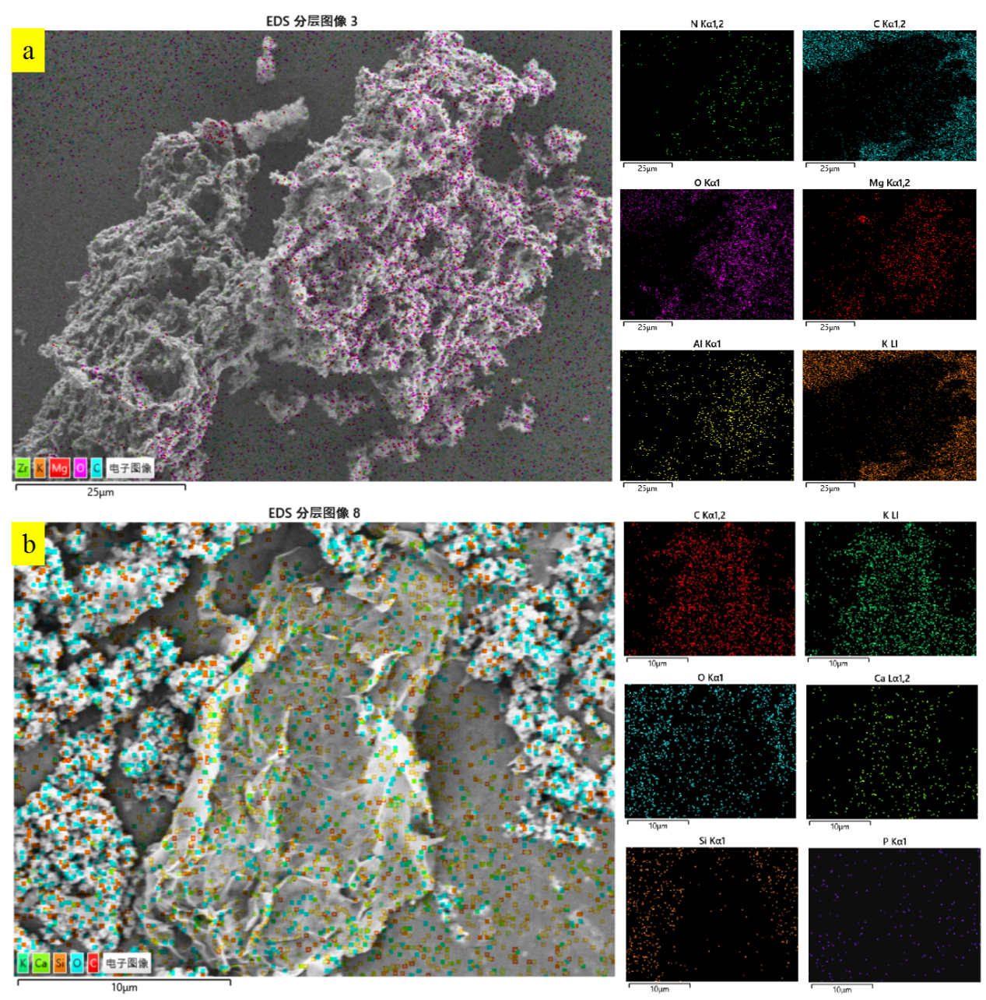 EDS 分层图像 3
a
Zr K Mg O C 电子图像
25μm
N Kα1,2
25μm
C Kα1,2
25μm
O Kα1
25μm
Mg Kα1,2
25μm
Al Kα1
25μm
K Ll
25μm
EDS 分层图像 8
b
K Ca Si O C 电子图像
10μm
C Kα1,2
10μm
K Ll
10μm
O Kα1
10μm
Ca Lα1,2
10μm
Si Kα1
10μm
P Kα1
10μm